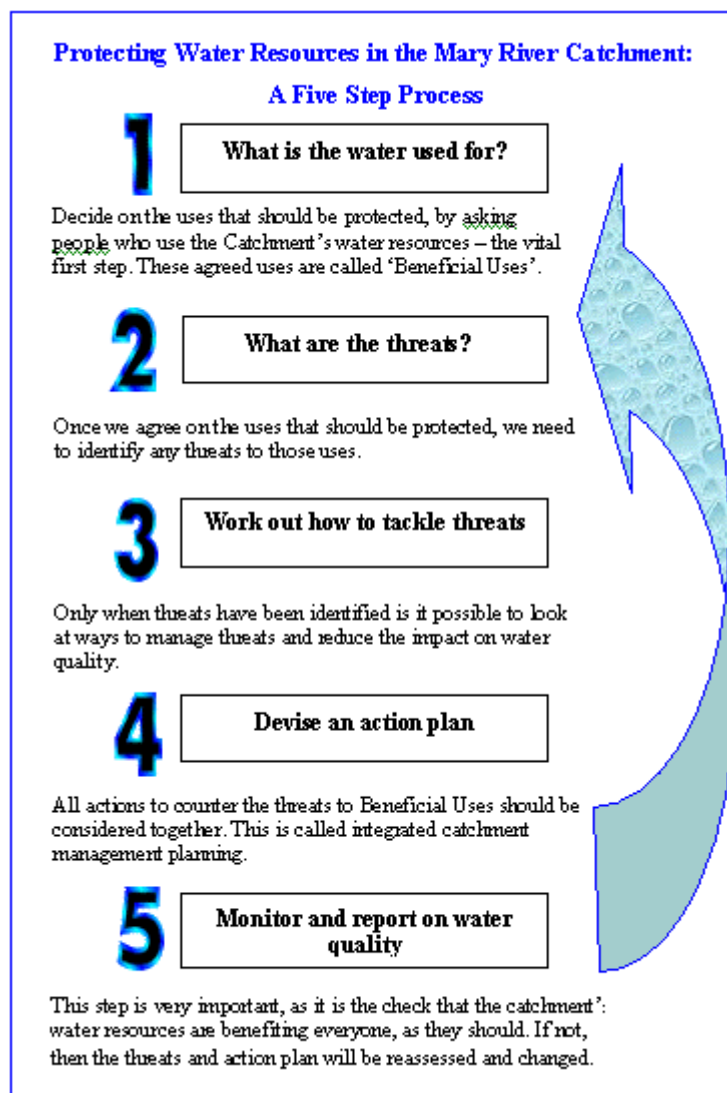 Protecting Water Resources in the Mary River Catchment:
A Five Step Process
1
What is the water used for?
Decide on the uses that should be protected, by asking
people who use the Catchment's water resources – the vital
first step. These agreed uses are called 'Beneficial Uses'.
2
What are the threats?
Once we agree on the uses that should be protected, we need
to identify any threats to those uses.
3
Work out how to tackle threats
Only when threats have been identified is it possible to look
at ways to manage threats and reduce the impact on water
quality.
4
Devise an action plan
All actions to counter the threats to Beneficial Uses should be
considered together. This is called integrated catchment
management planning.
5
Monitor and report on water
quality
This step is very important, as it is the check that the catchment':
water resources are benefiting everyone, as they should. If not,
then the threats and action plan will be reassessed and changed.